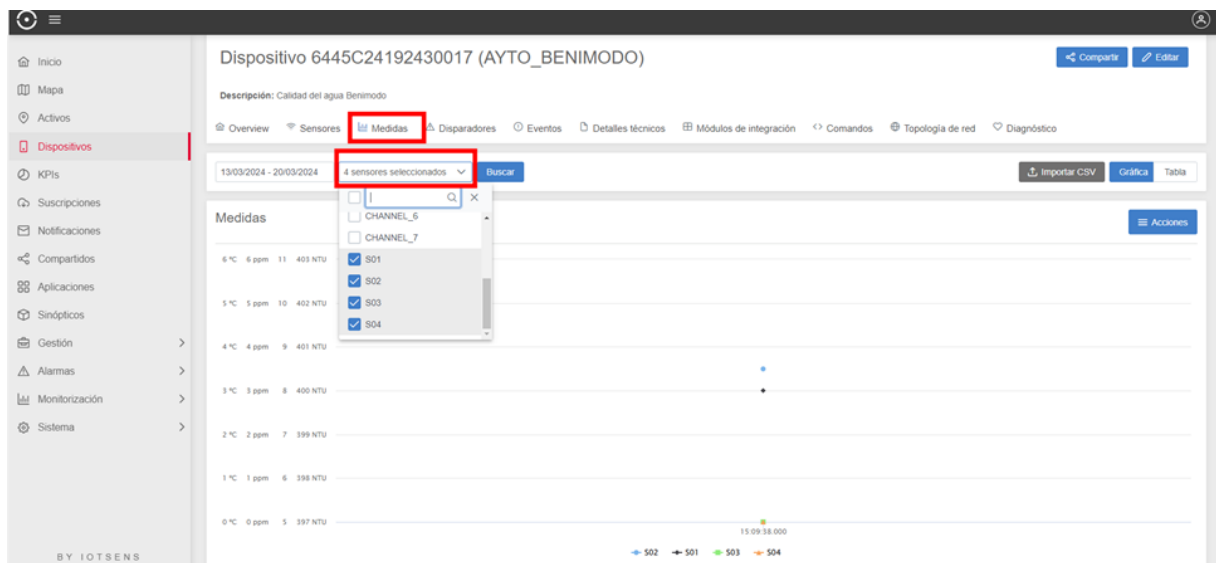 Dispositivo 6445C24192430017 (AYTO_BENIMODO)
Compartir
Editar
Descripción: Calidad del agua Benimodo
Overview Sensores Medidas Disparadores Eventos Detalles técnicos Módulos de integración Comandos Topología de red Diagnóstico
Inicio
Mapa
Activos
Dispositivos
KPIs
Suscripciones
Notificaciones
Compartidos
Aplicaciones
Sinópticos
Gestión
Alarmas
Monitorización
Sistema
BY IOTSENS
13/03/2024 - 20/03/2024 4 sensores seleccionados Buscar Importar CSV Gráfica Tabla
CHANNEL_6
CHANNEL_7
S01
S02
S03
S04
Medidas
Acciones
6 ºC 6 ppm 11 403 NTU
5 ºC 5 ppm 10 402 NTU
4 ºC 4 ppm 9 401 NTU
3 ºC 3 ppm 8 400 NTU
2 ºC 2 ppm 7 399 NTU
1 ºC 1 ppm 6 398 NTU
0 ºC 0 ppm 5 397 NTU
15:09:58.000
S02 S01 S03 S04